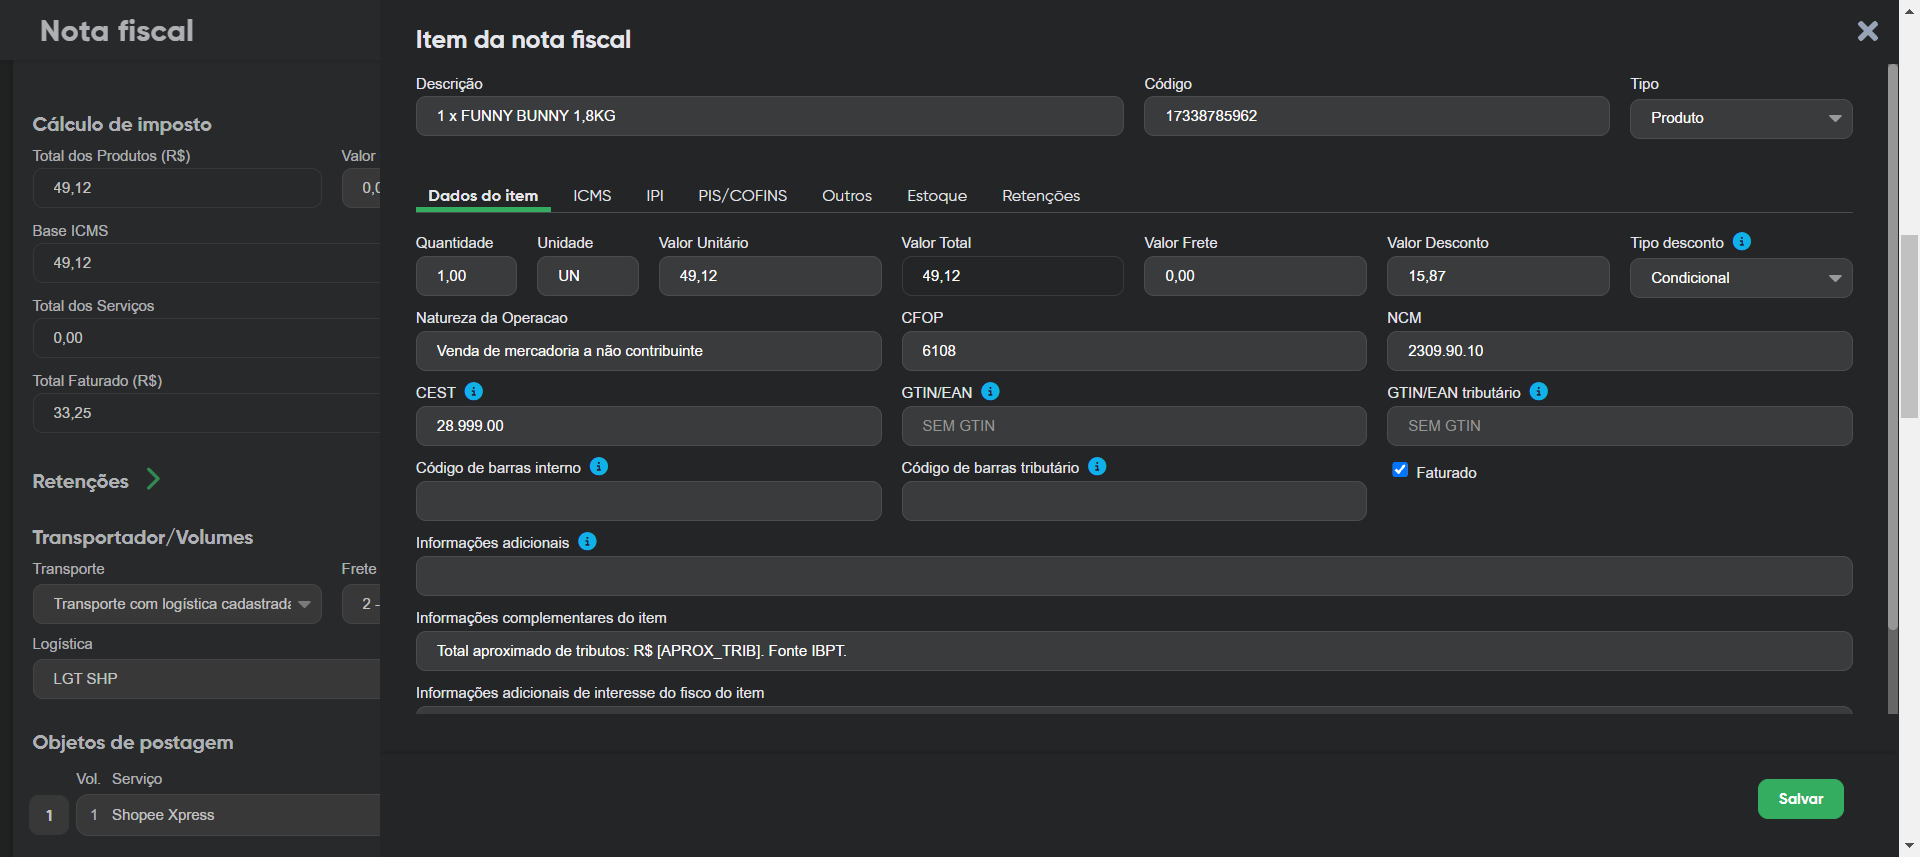 Nota fiscal
Cálculo de imposto
Total dos Produtos (R$)
Valor
49,12
0,0
Base ICMS
49,12
Total dos Serviços
0,00
Total Faturado (R$)
33,25
Retenções
Transportador/Volumes
Transporte
Frete
Transporte com logística cadastrada
2 -
Logística
LGT SHP
Objetos de postagem
Vol. Serviço
1
1 Shopee Xpress
Item da nota fiscal
Descrição
Código
Tipo
1 x FUNNY BUNNY 1,8KG
17338785962
Produto
Dados do item
ICMS
IPI
PIS/COFINS
Outros
Estoque
Retenções
Quantidade
Unidade
Valor Unitário
Valor Total
Valor Frete
Valor Desconto
Tipo desconto
1,00
UN
49,12
49,12
0,00
15,87
Condicional
Natureza da Operacao
CFOP
NCM
Venda de mercadoria a não contribuinte
6108
2309.90.10
CEST
GTIN/EAN
GTIN/EAN tributário
28.999.00
SEM GTIN
SEM GTIN
Código de barras interno
Código de barras tributário
Faturado
Informações adicionais
Informações complementares do item
Total aproximado de tributos: R$ [APROX_TRIB]. Fonte IBPT.
Informações adicionais de interesse do fisco do item
Salvar